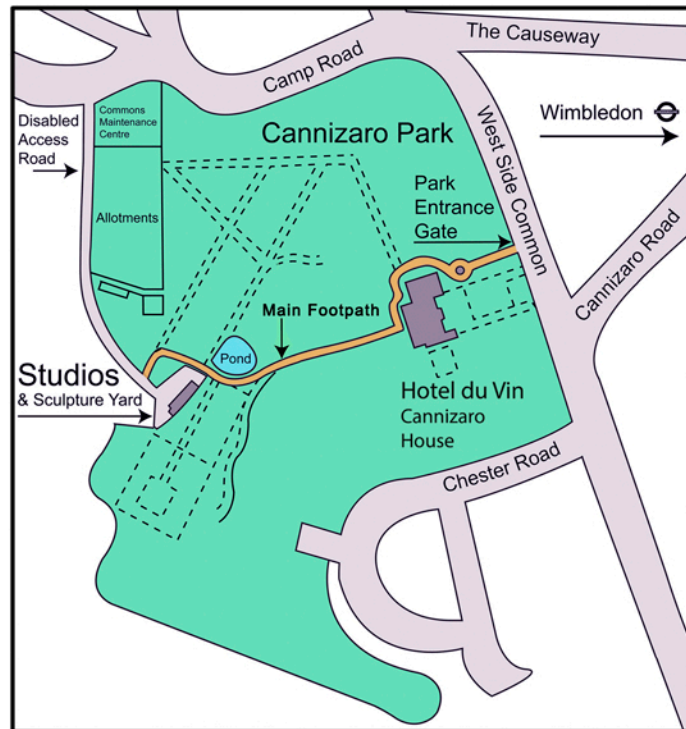 The Causeway
Camp Road
Commons
Maintenance
Centre
Disabled
Access
Road
Cannizaro Park
West Side Common
Wimbledon
Park
Entrance
Gate
Allotments
Cannizaro Road
Main Footpath
Pond
Studios
& Sculpture Yard
Hotel du Vin
Cannizaro
House
Chester Road